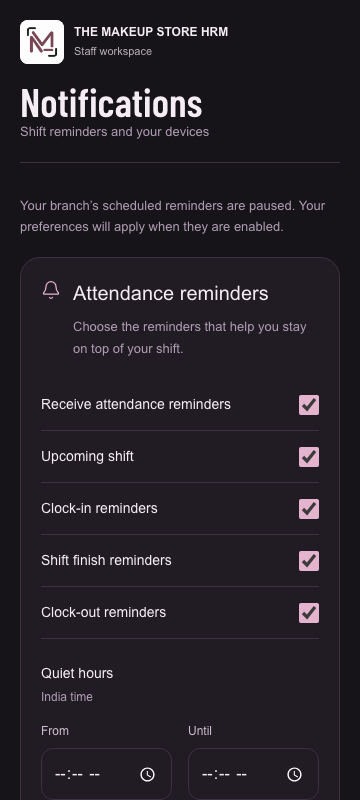 THE MAKEUP STORE HRM
Staff workspace
Notifications
Shift reminders and your devices
Your branch's scheduled reminders are paused. Your
preferences will apply when they are enabled.
Attendance reminders
Choose the reminders that help you stay
on top of your shift.
Receive attendance reminders
Upcoming shift
Clock-in reminders
Shift finish reminders
Clock-out reminders
Quiet hours
India time
From Until
--:-- -- --:-- --